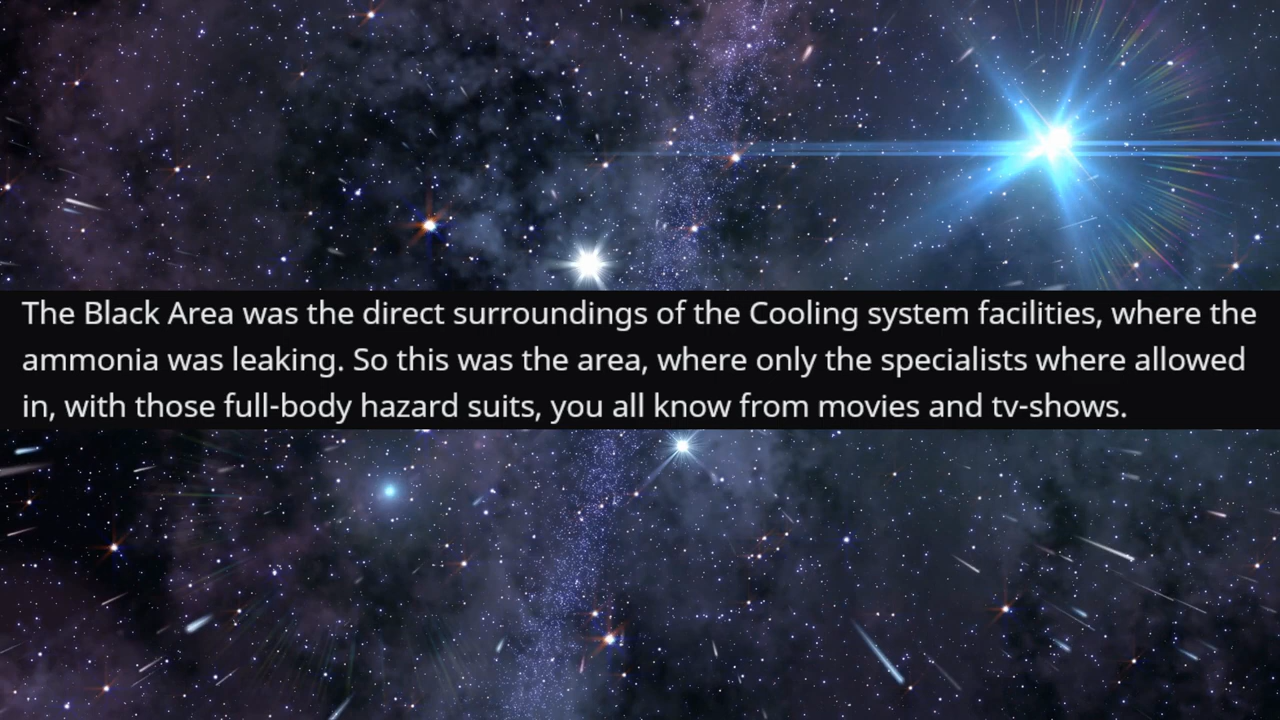 The Black Area was the direct surroundings of the Cooling system facilities, where the
ammonia was leaking. So this was the area, where only the specialists where allowed
in, with those full-body hazard suits, you all know from movies and tv-shows.